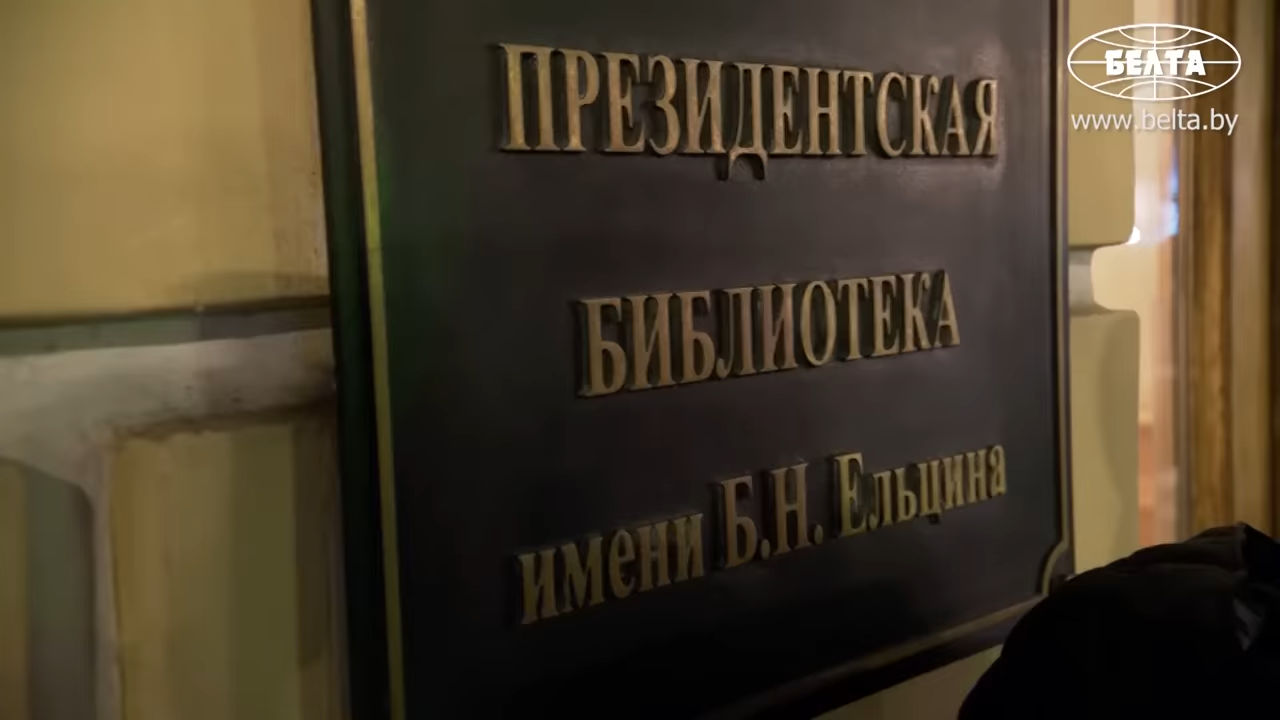 БЕЛТА
www.belta.by
ПРЕЗИДЕНТСКАЯ
БИБЛИОТЕКА
имени Б.Н. Ельцина